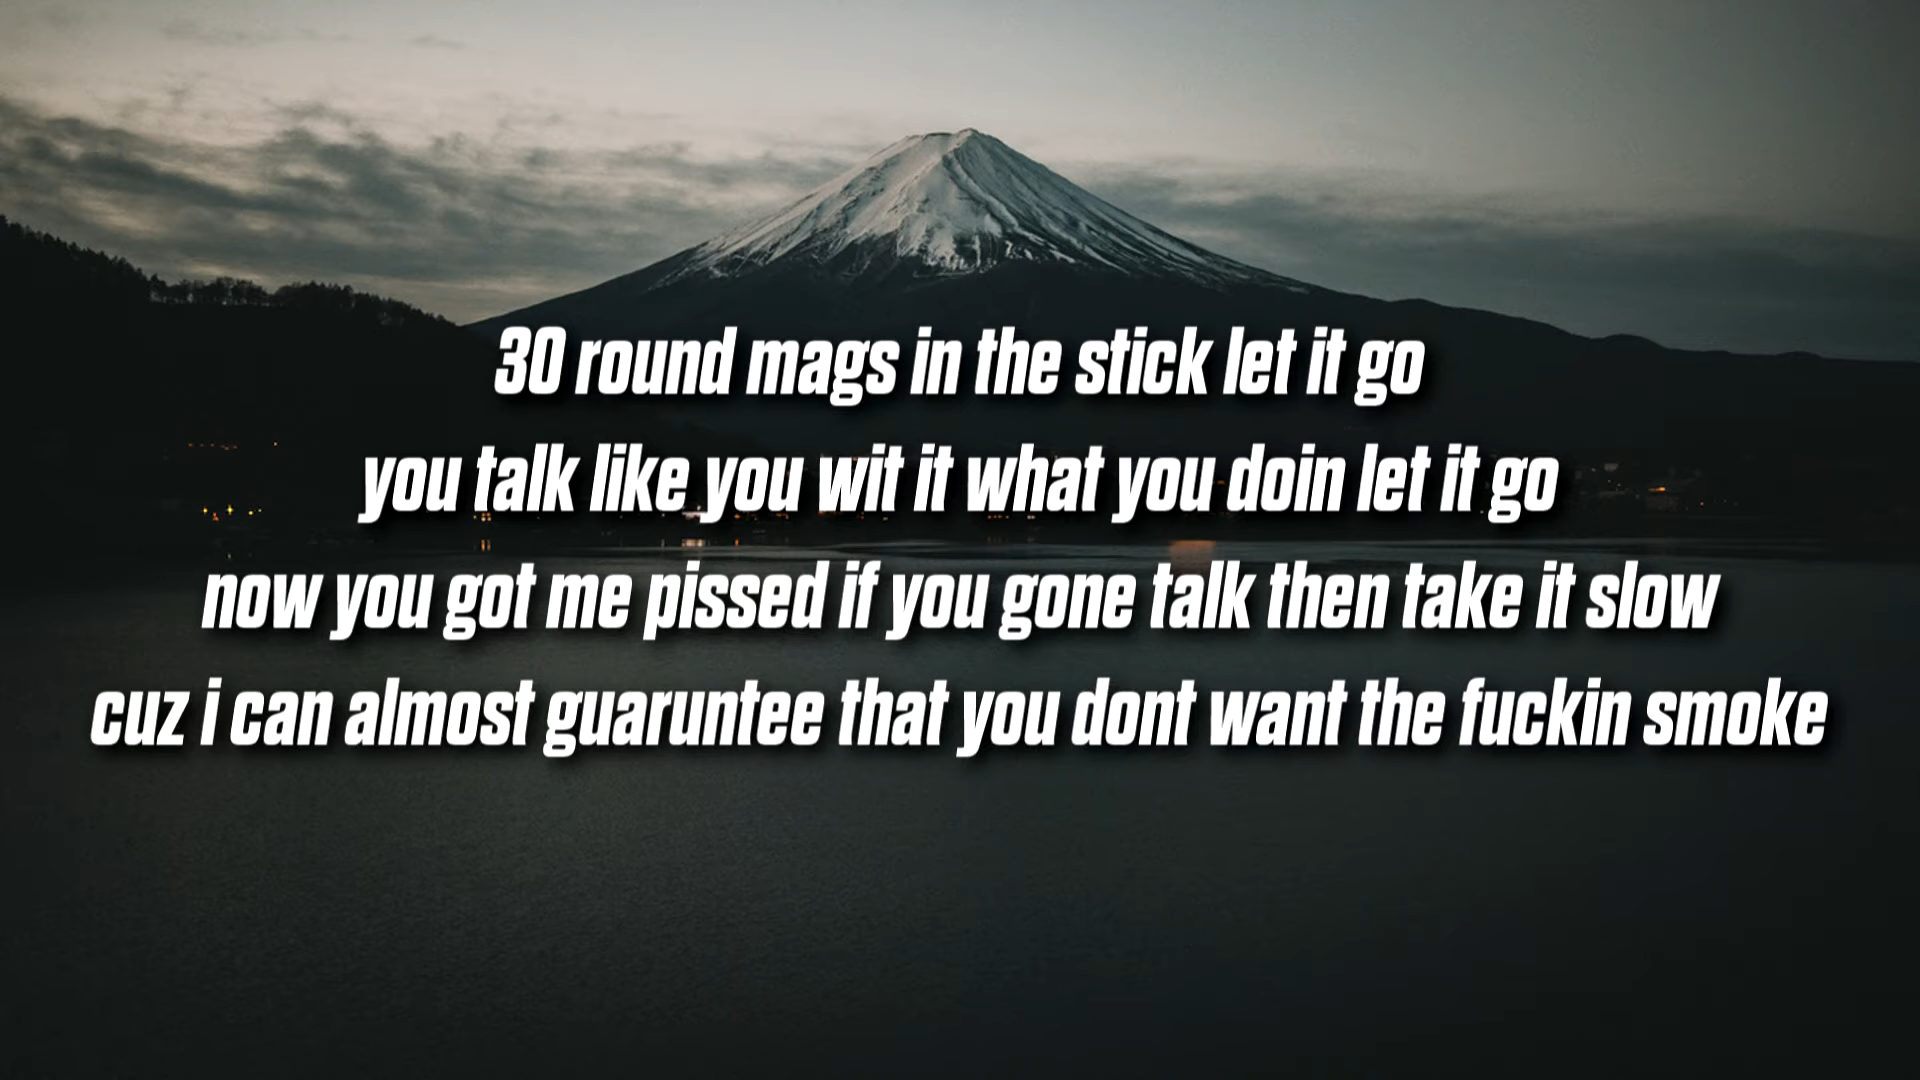 30 round mags in the stick let it go
you talk like you wit it what you doin let it go
now you got me pissed if you gone talk then take it slow
cuz i can almost guaruntee that you dont want the fuckin smoke